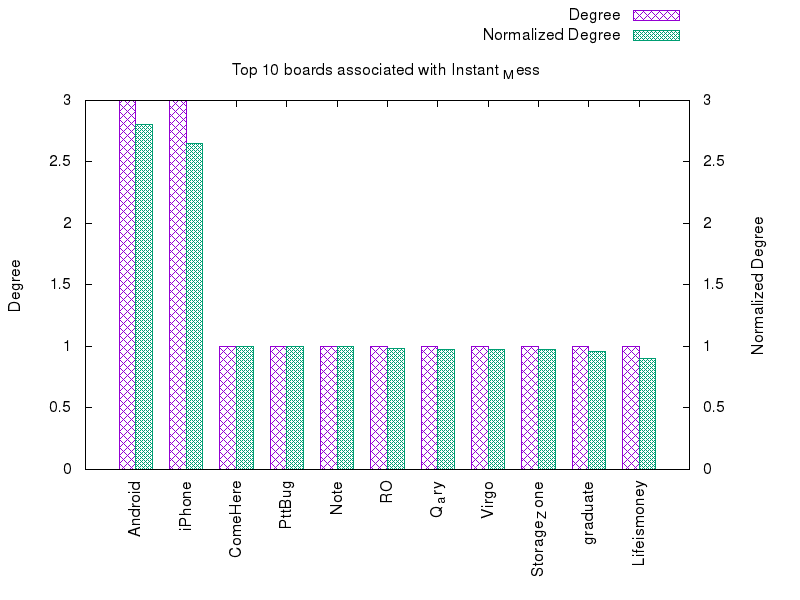 Degree
Normalized Degree
Top 10 boards associated with Instant Mess
3
2.5
2
1.5
1
0.5
0
3
2.5
2
1.5
1
0.5
0
Degree
Normalized Degree
Android
iPhone
ComeHere
PttBug
Note
RO
Qary
Virgo
StorageZone
graduate
Lifeismoney